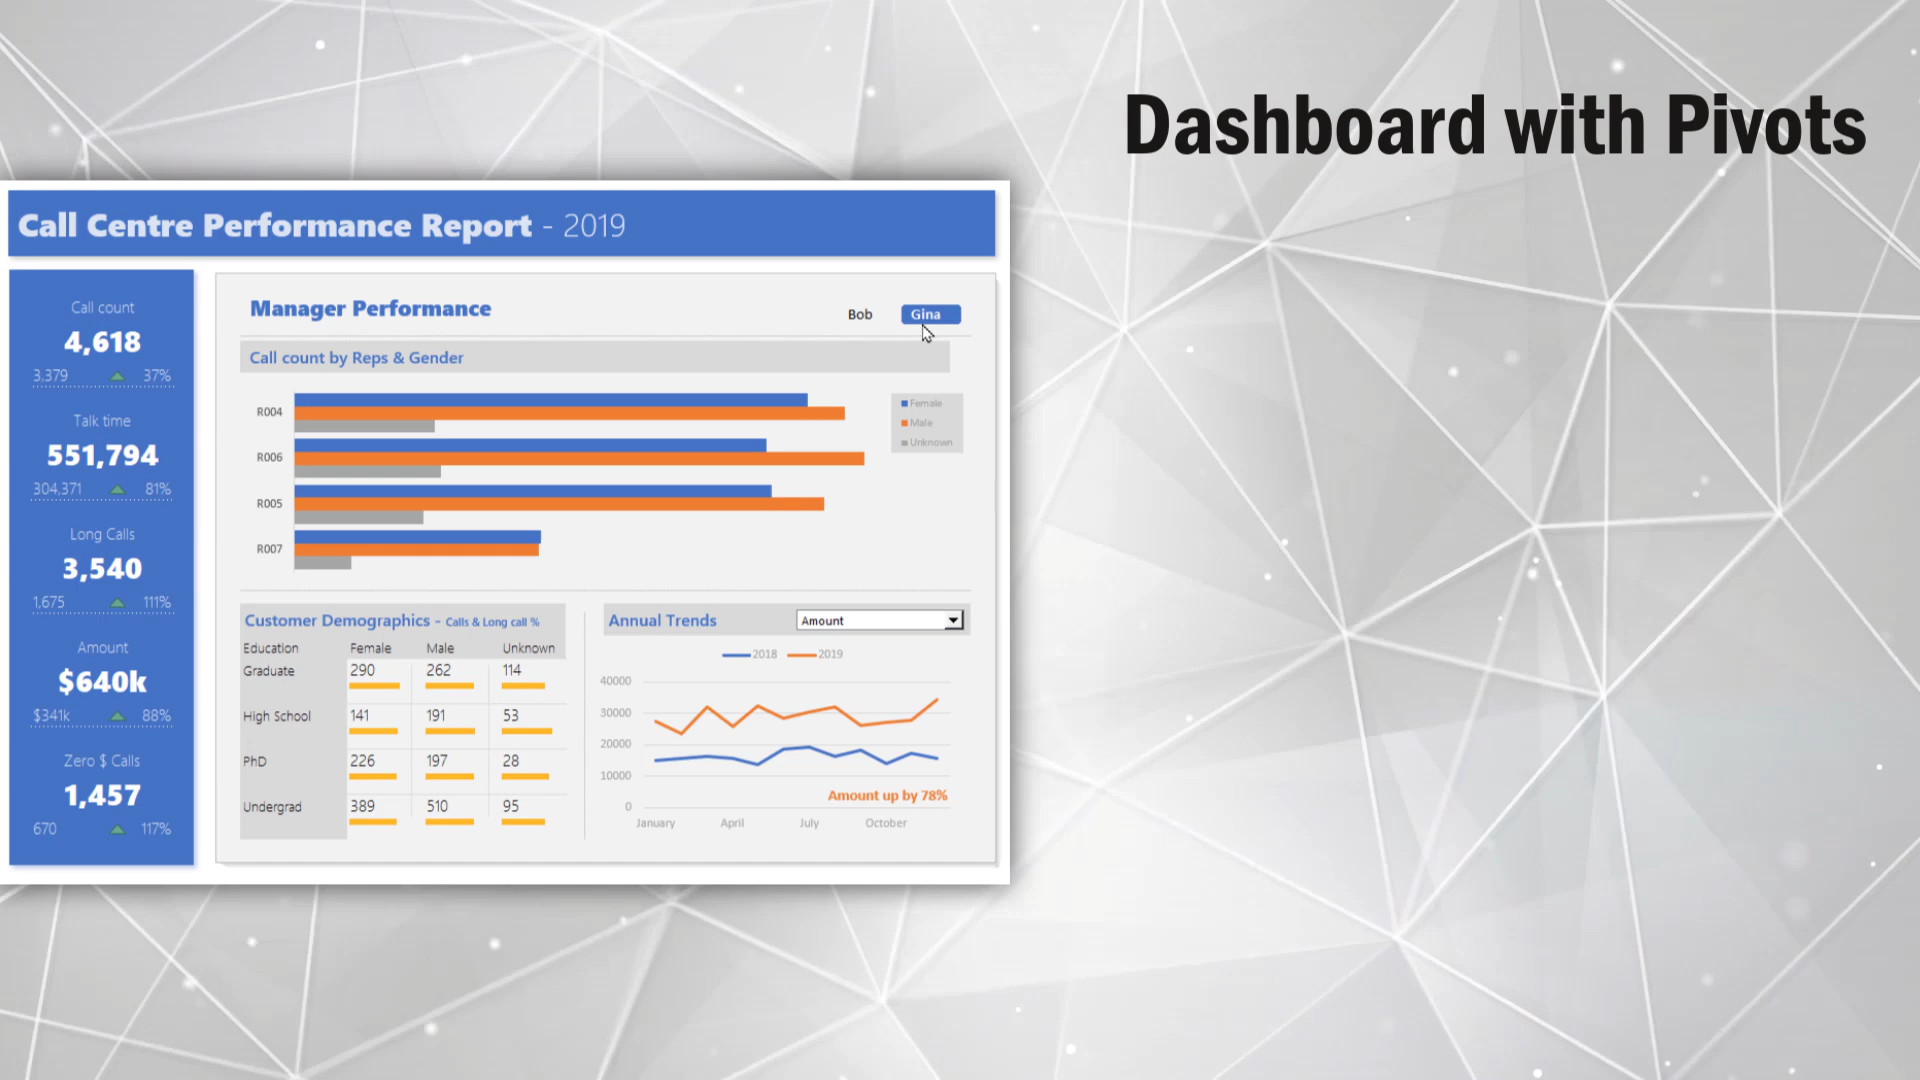 Dashboard with Pivots
Call Centre Performance Report - 2019
Call count
4,618
3,379 37%
Talk time
551,794
304,371 81%
Long Calls
3,540
1,675 111%
Amount
$640k
$341k 88%
Zero $ Calls
1,457
670 117%
Manager Performance
Bob Gina
Call count by Reps & Gender
R004
R006
R005
R007
Female
Male
Unknown
Customer Demographics - Calls & Long call %
Education Female Male Unknown
Graduate 290 262 114
High School 141 191 53
PhD 226 197 28
Undergrad 389 510 95
Annual Trends Amount
2018 2019
40000
30000
20000
10000
0
Amount up by 78%
January April July October